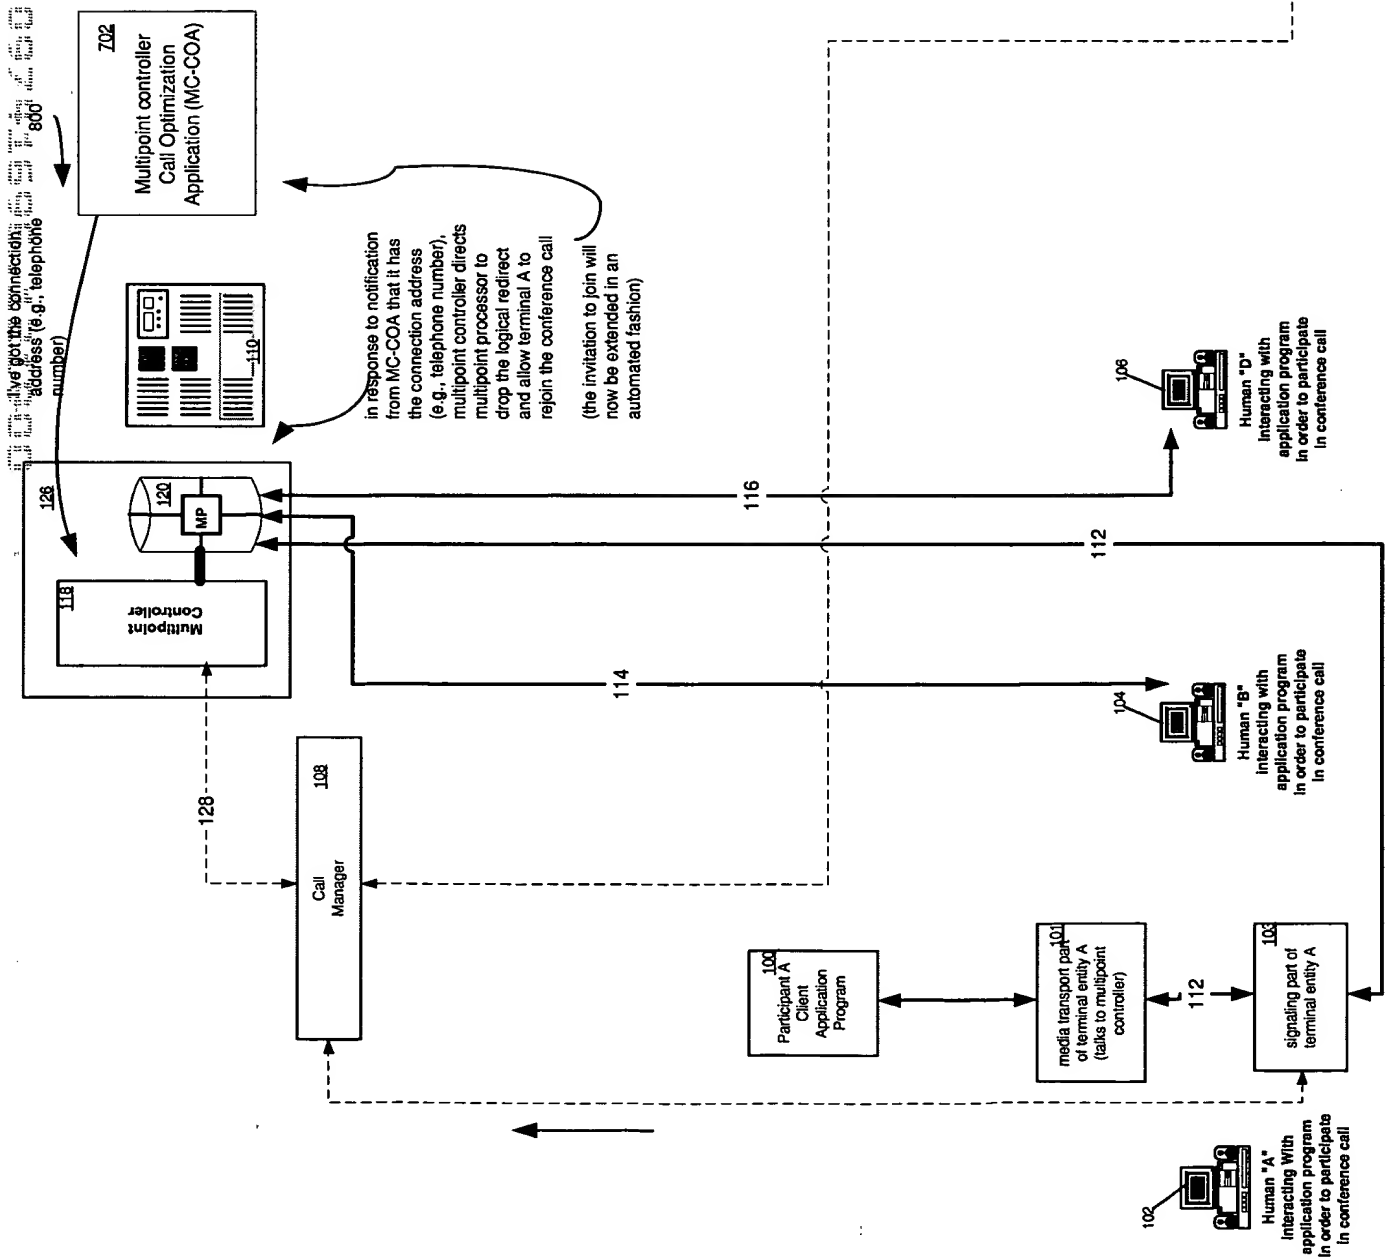 702
Multipoint controller
Call Optimization
Application (MC-COA)
800
I've got the connection
address (e.g., telephone
number)
110
in response to notification
from MC-COA that it has
the connection address
(e.g., telephone number),
multipoint controller directs
multipoint processor to
drop the logical redirect
and allow terminal A to
rejoin the conference call
(the invitation to join will
now be extended in an
automated fashion)
126
120
MP
118
Multipoint
Controller
128
108
Call
Manager
116
112
114
106
Human "D"
interacting with
application program
in order to participate
in conference call
104
Human "B"
interacting with
application program
in order to participate
in conference call
100
Participant A
Client
Application
Program
101
media transport part
of terminal entity A
(talks to multipoint
controller)
112
103
signaling part of
terminal entity A
102
Human "A"
Interacting With
application program
in order to participate
in conference call